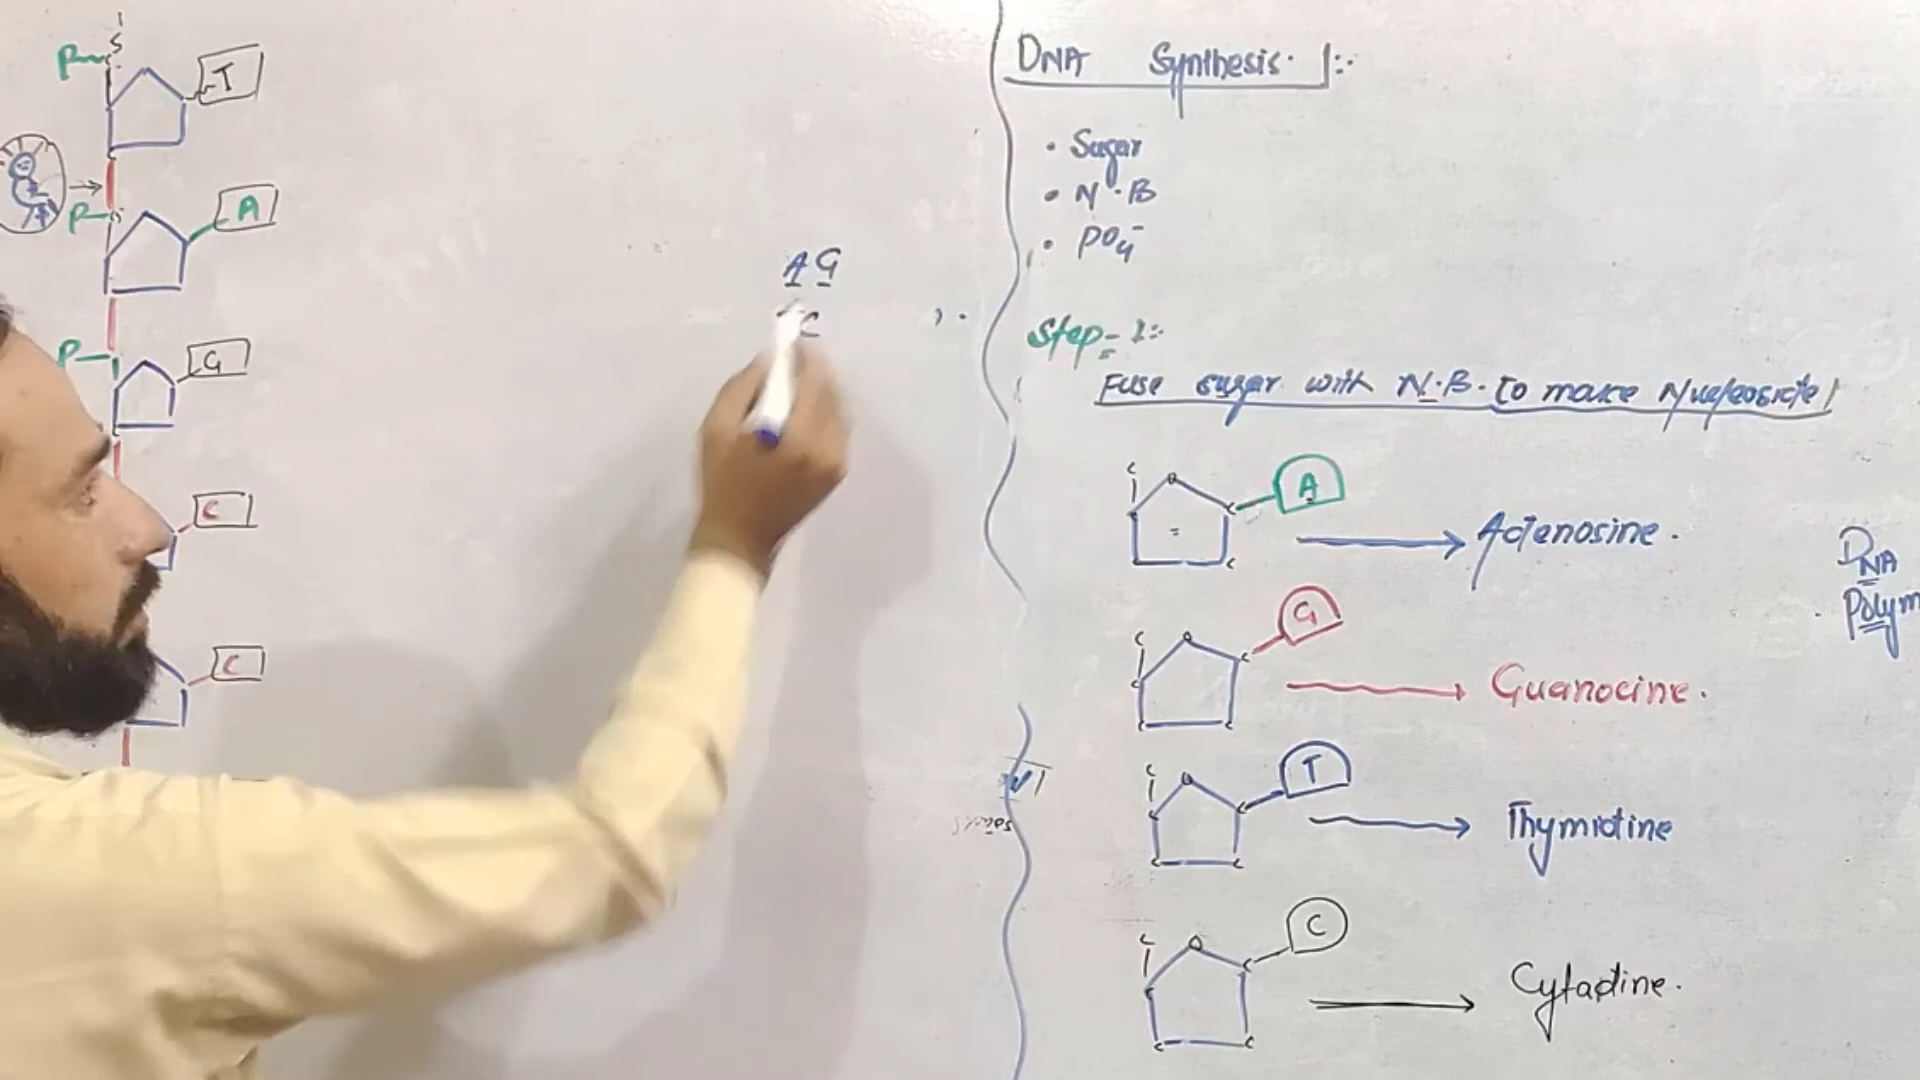 S
P
T
P
A
P
G
C
C
A G
C
DNA Synthesis
• Sugar
• N.B
• PO4-
Step-1:-
Fuse sugar with N.B. to make Nucleoside
C
O
A
C
Adenosine.
C
O
G
C
Guanocine.
C
O
T
C
C
C
Thymidine
C
O
C
C
C
C
Cytadine.
DNA
Polym